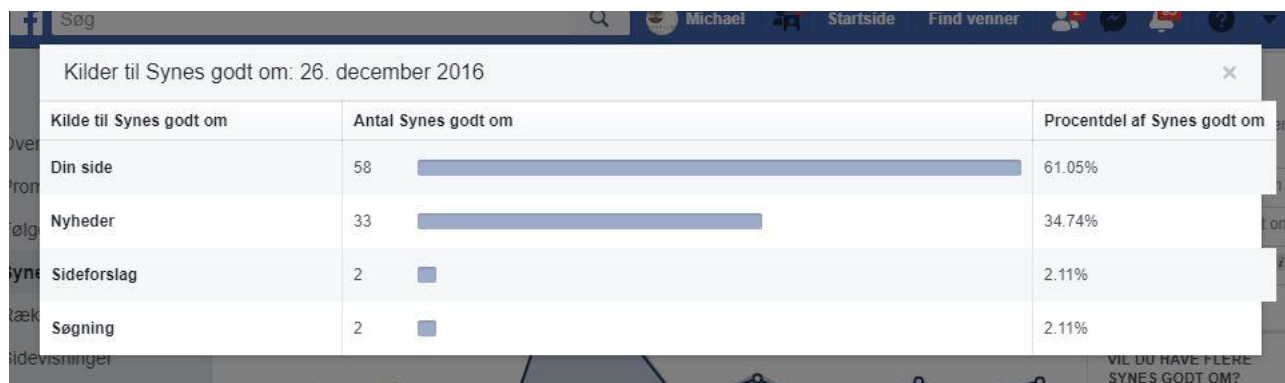 Søg
Michael
Startside
Find venner
Kilder til Synes godt om: 26. december 2016
Kilde til Synes godt om
Antal Synes godt om
Procentdel af Synes godt om
Din side
58
61.05%
Nyheder
33
34.74%
Sideforslag
2
2.11%
Søgning
2
2.11%
Sidevisninger
VIL DU HAVE FLERE
SYNES GODT OM?